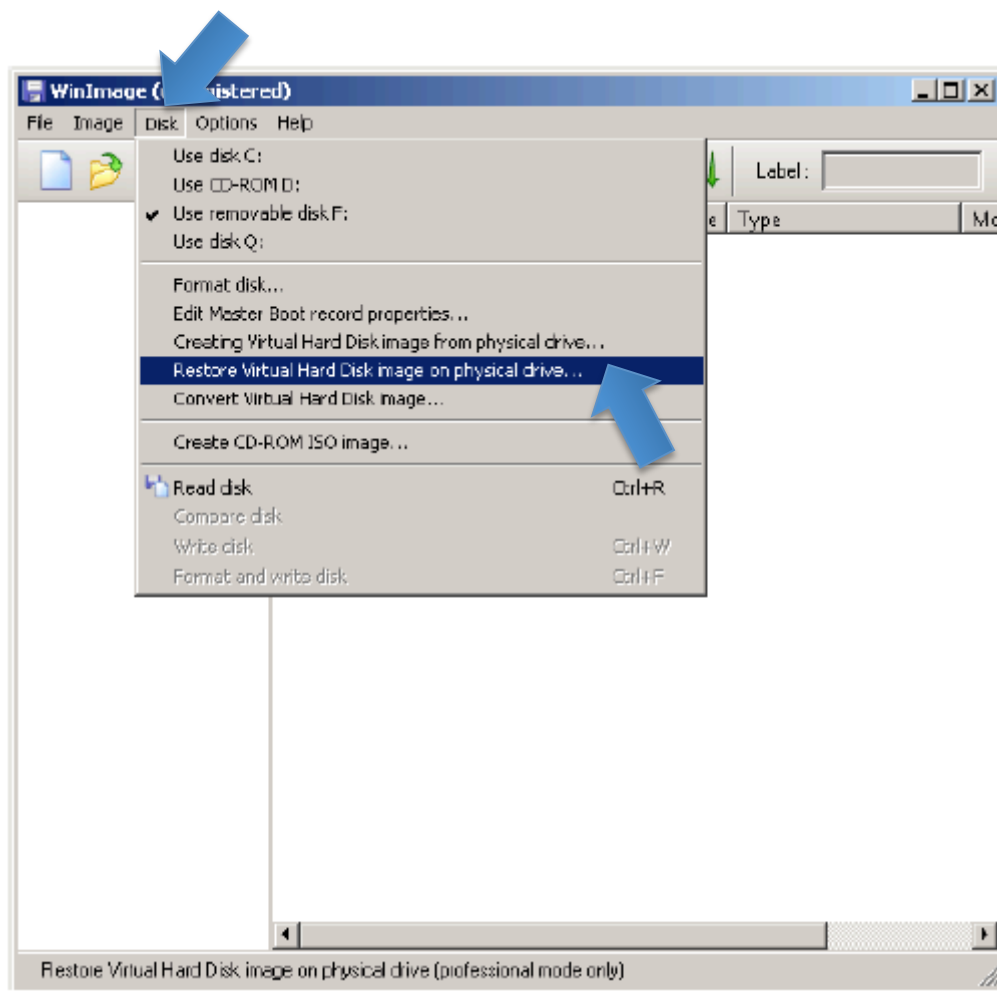 WinImage
File Image Disk Options Help
Label:
Type
Use disk C:
Use CD-ROM D:
Use removable disk F:
Use disk Q:
Format disk...
Edit Master Boot record properties...
Creating Virtual Hard Disk image from physical drive...
Restore Virtual Hard Disk image on physical drive...
Convert Virtual Hard Disk image...
Create CD-ROM ISO image...
Read disk Ctrl+R
Compare disk
Write disk Ctrl+W
Format and write disk Ctrl+F
Restore Virtual Hard Disk image on physical drive (professional mode only)